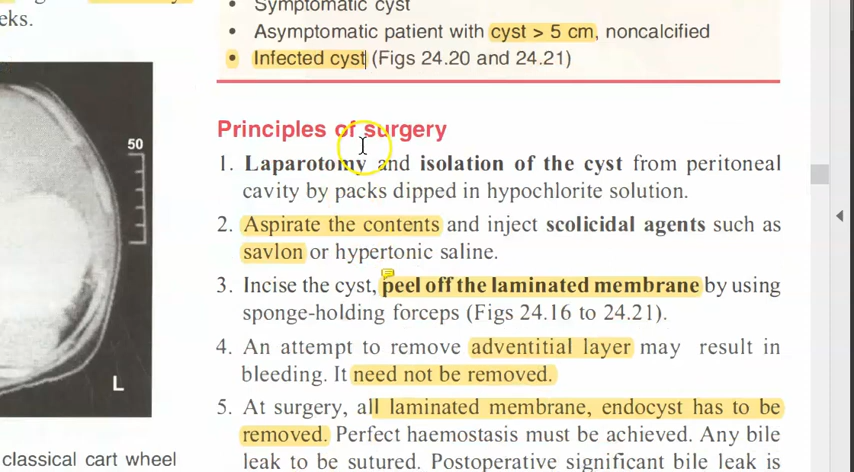 eks.
• Symptomatic cyst
• Asymptomatic patient with cyst > 5 cm, noncalcified
• Infected cyst (Figs 24.20 and 24.21)
50
L
classical cart wheel
Principles of surgery
1. Laparotomy and isolation of the cyst from peritoneal
cavity by packs dipped in hypochlorite solution.
2. Aspirate the contents and inject scolicidal agents such as
savlon or hypertonic saline.
3. Incise the cyst, peel off the laminated membrane by using
sponge-holding forceps (Figs 24.16 to 24.21).
4. An attempt to remove adventitial layer may result in
bleeding. It need not be removed.
5. At surgery, all laminated membrane, endocyst has to be
removed. Perfect haemostasis must be achieved. Any bile
leak to be sutured. Postoperative significant bile leak is